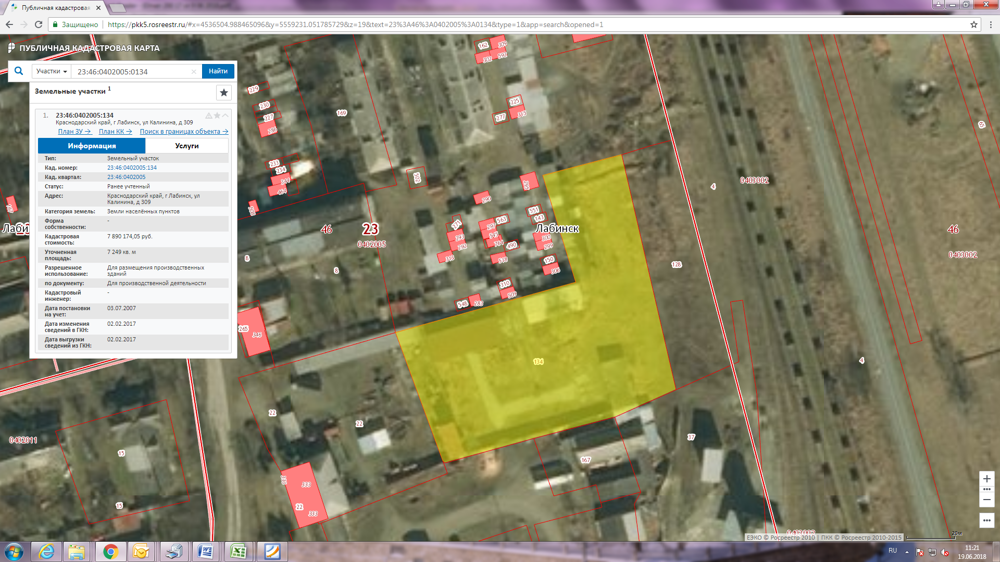 Публичная кадастровая
Защищено
https://pkk5.rosreestr.ru/#x=4536504.988465096&y=5559231.051785729&z=19&text=23%3A46%3A0402005%3A0134&type=1&app=search&opened=1
ПУБЛИЧНАЯ КАДАСТРОВАЯ КАРТА
Участки
23:46:0402005:0134
Найти
Земельные участки 1
1. 23:46:0402005:134
Краснодарский край, г Лабинск, ул Калинина, д 309
План ЗУ → План КК → Поиск в границах объекта →
Информация Услуги
Тип: Земельный участок
Кад. номер: 23:46:0402005:134
Кад. квартал: 23:46:0402005
Статус: Ранее учтенный
Адрес: Краснодарский край, г Лабинск, ул
Калинина, д 309
Категория земель: Земли населённых пунктов
Форма
собственности: -
Кадастровая
стоимость: 7 890 174,05 руб.
Уточненная
площадь: 7 249 кв. м
Разрешенное
использование: Для размещения производственных
зданий
по документу: Для производственной деятельности
Кадастровый
инженер: -
Дата постановки
на учет: 03.07.2007
Дата изменения
сведений в ГКН: 02.02.2017
Дата выгрузки
сведений из ГКН: 02.02.2017
162
309
302
592
229
230
227
286
169
225
315
277
233
234
344
464
502
295
290
508
167
551
143
563
297
271
293
292
545
764
490
313
518
300
299
150
306
310
509
548
283
Лаби
23
46
0402005
Лабинск
8
8
128
4
0403002
65
46
0403002
265
346
134
4
22
22
37
167
0402011
15
15
333
333
22
333
0403002
ЕЭКО © Росреестр 2010 | ПКК © Росреестр 2010-2015
20м
RU
11:21
19.06.2018